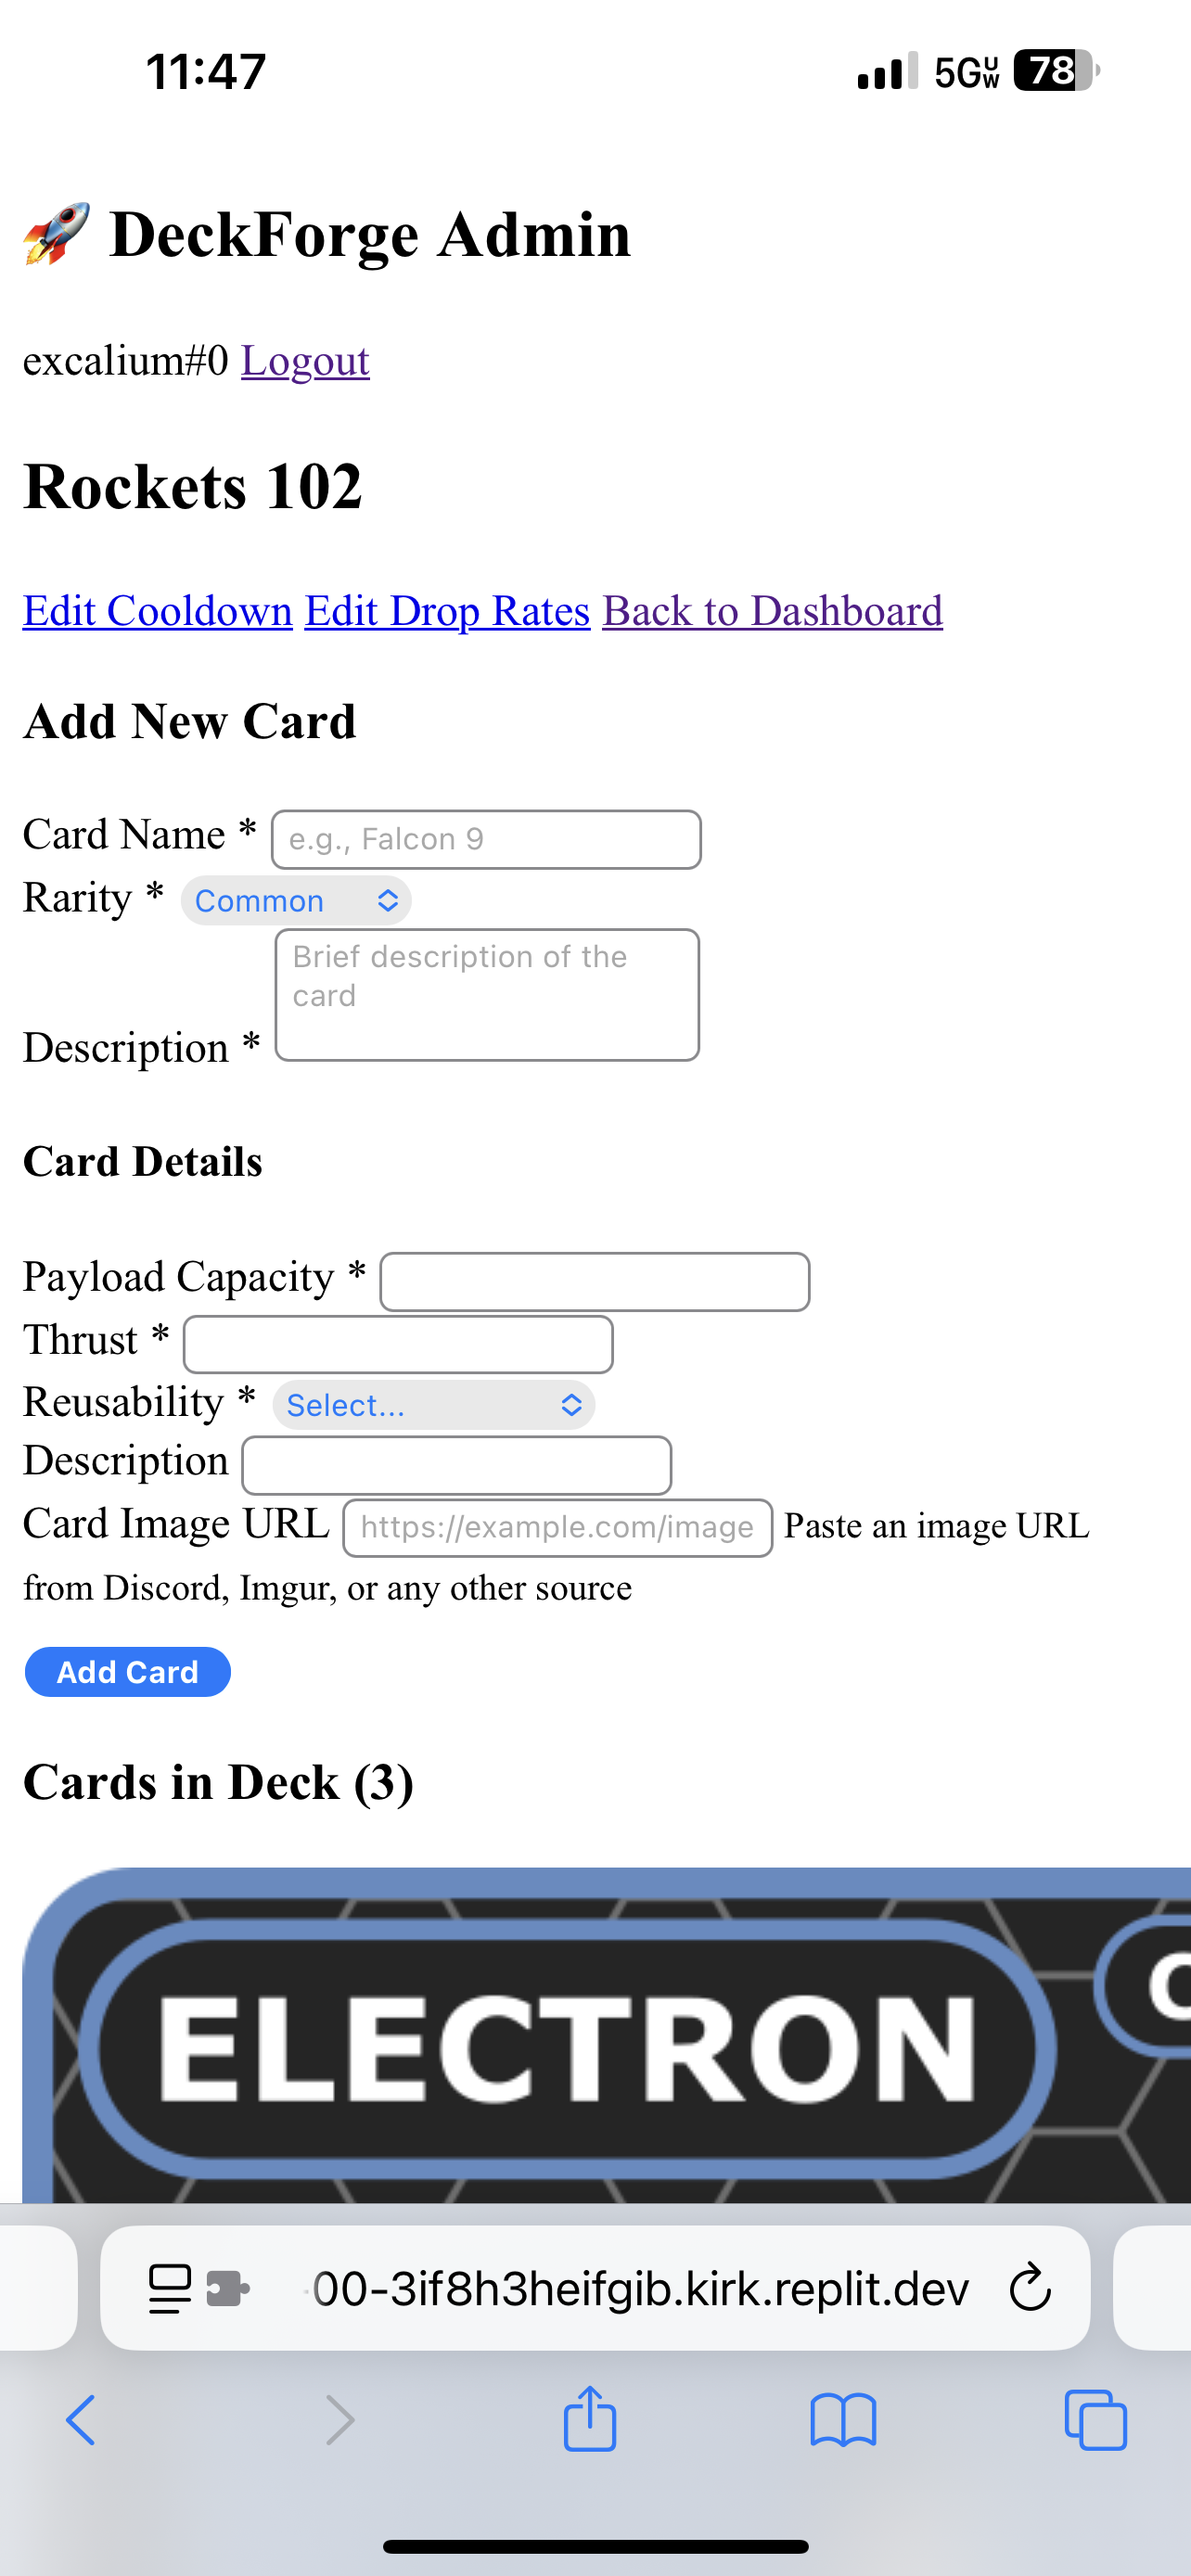 11:47
5G UW 78
DeckForge Admin
excalium#0 Logout
Rockets 102
Edit Cooldown Edit Drop Rates Back to Dashboard
Add New Card
Card Name * e.g., Falcon 9
Rarity * Common
Brief description of the
card
Description *
Card Details
Payload Capacity *
Thrust *
Reusability * Select...
Description
Card Image URL https://example.com/image Paste an image URL
from Discord, Imgur, or any other source
Add Card
Cards in Deck (3)
ELECTRON
00-3if8h3heifgib.kirk.replit.dev